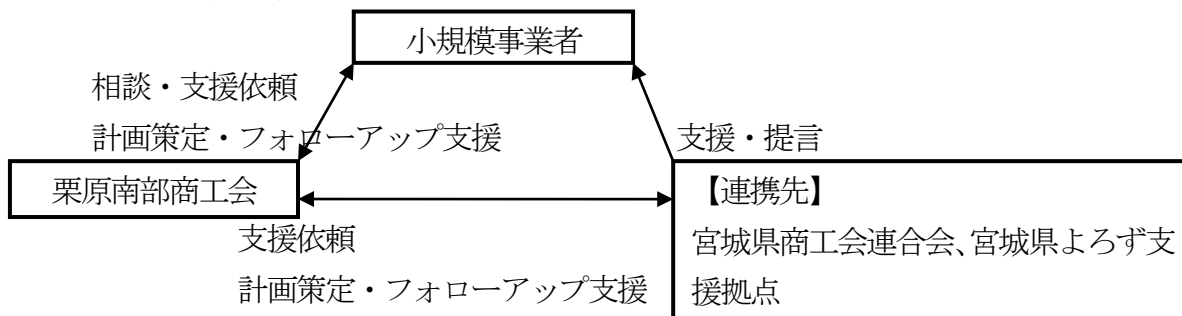 小規模事業者
相談・支援依頼
計画策定・フォローアップ支援
支援・提言
栗原南部商工会
【連携先】
宮城県商工会連合会、宮城県よろず支
援拠点
支援依頼
計画策定・フォローアップ支援